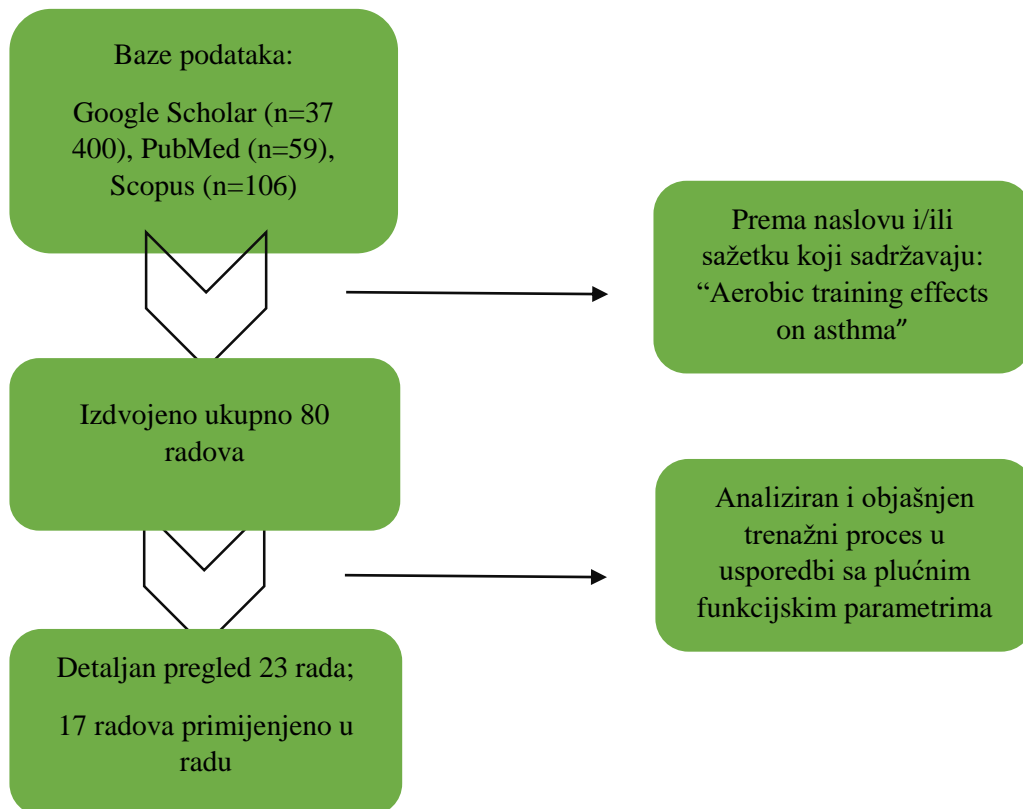 Baze podataka:
Google Scholar (n=37
400), PubMed (n=59),
Scopus (n=106)
Prema naslovu i/ili
sažetku koji sadržavaju:
“Aerobic training effects
on asthma”
Izdvojeno ukupno 80
radova
Analiziran i objašnjen
trenažni proces u
usporedbi sa plućnim
funkcijskim parametrima
Detaljan pregled 23 rada;
17 radova primijenjeno u
radu